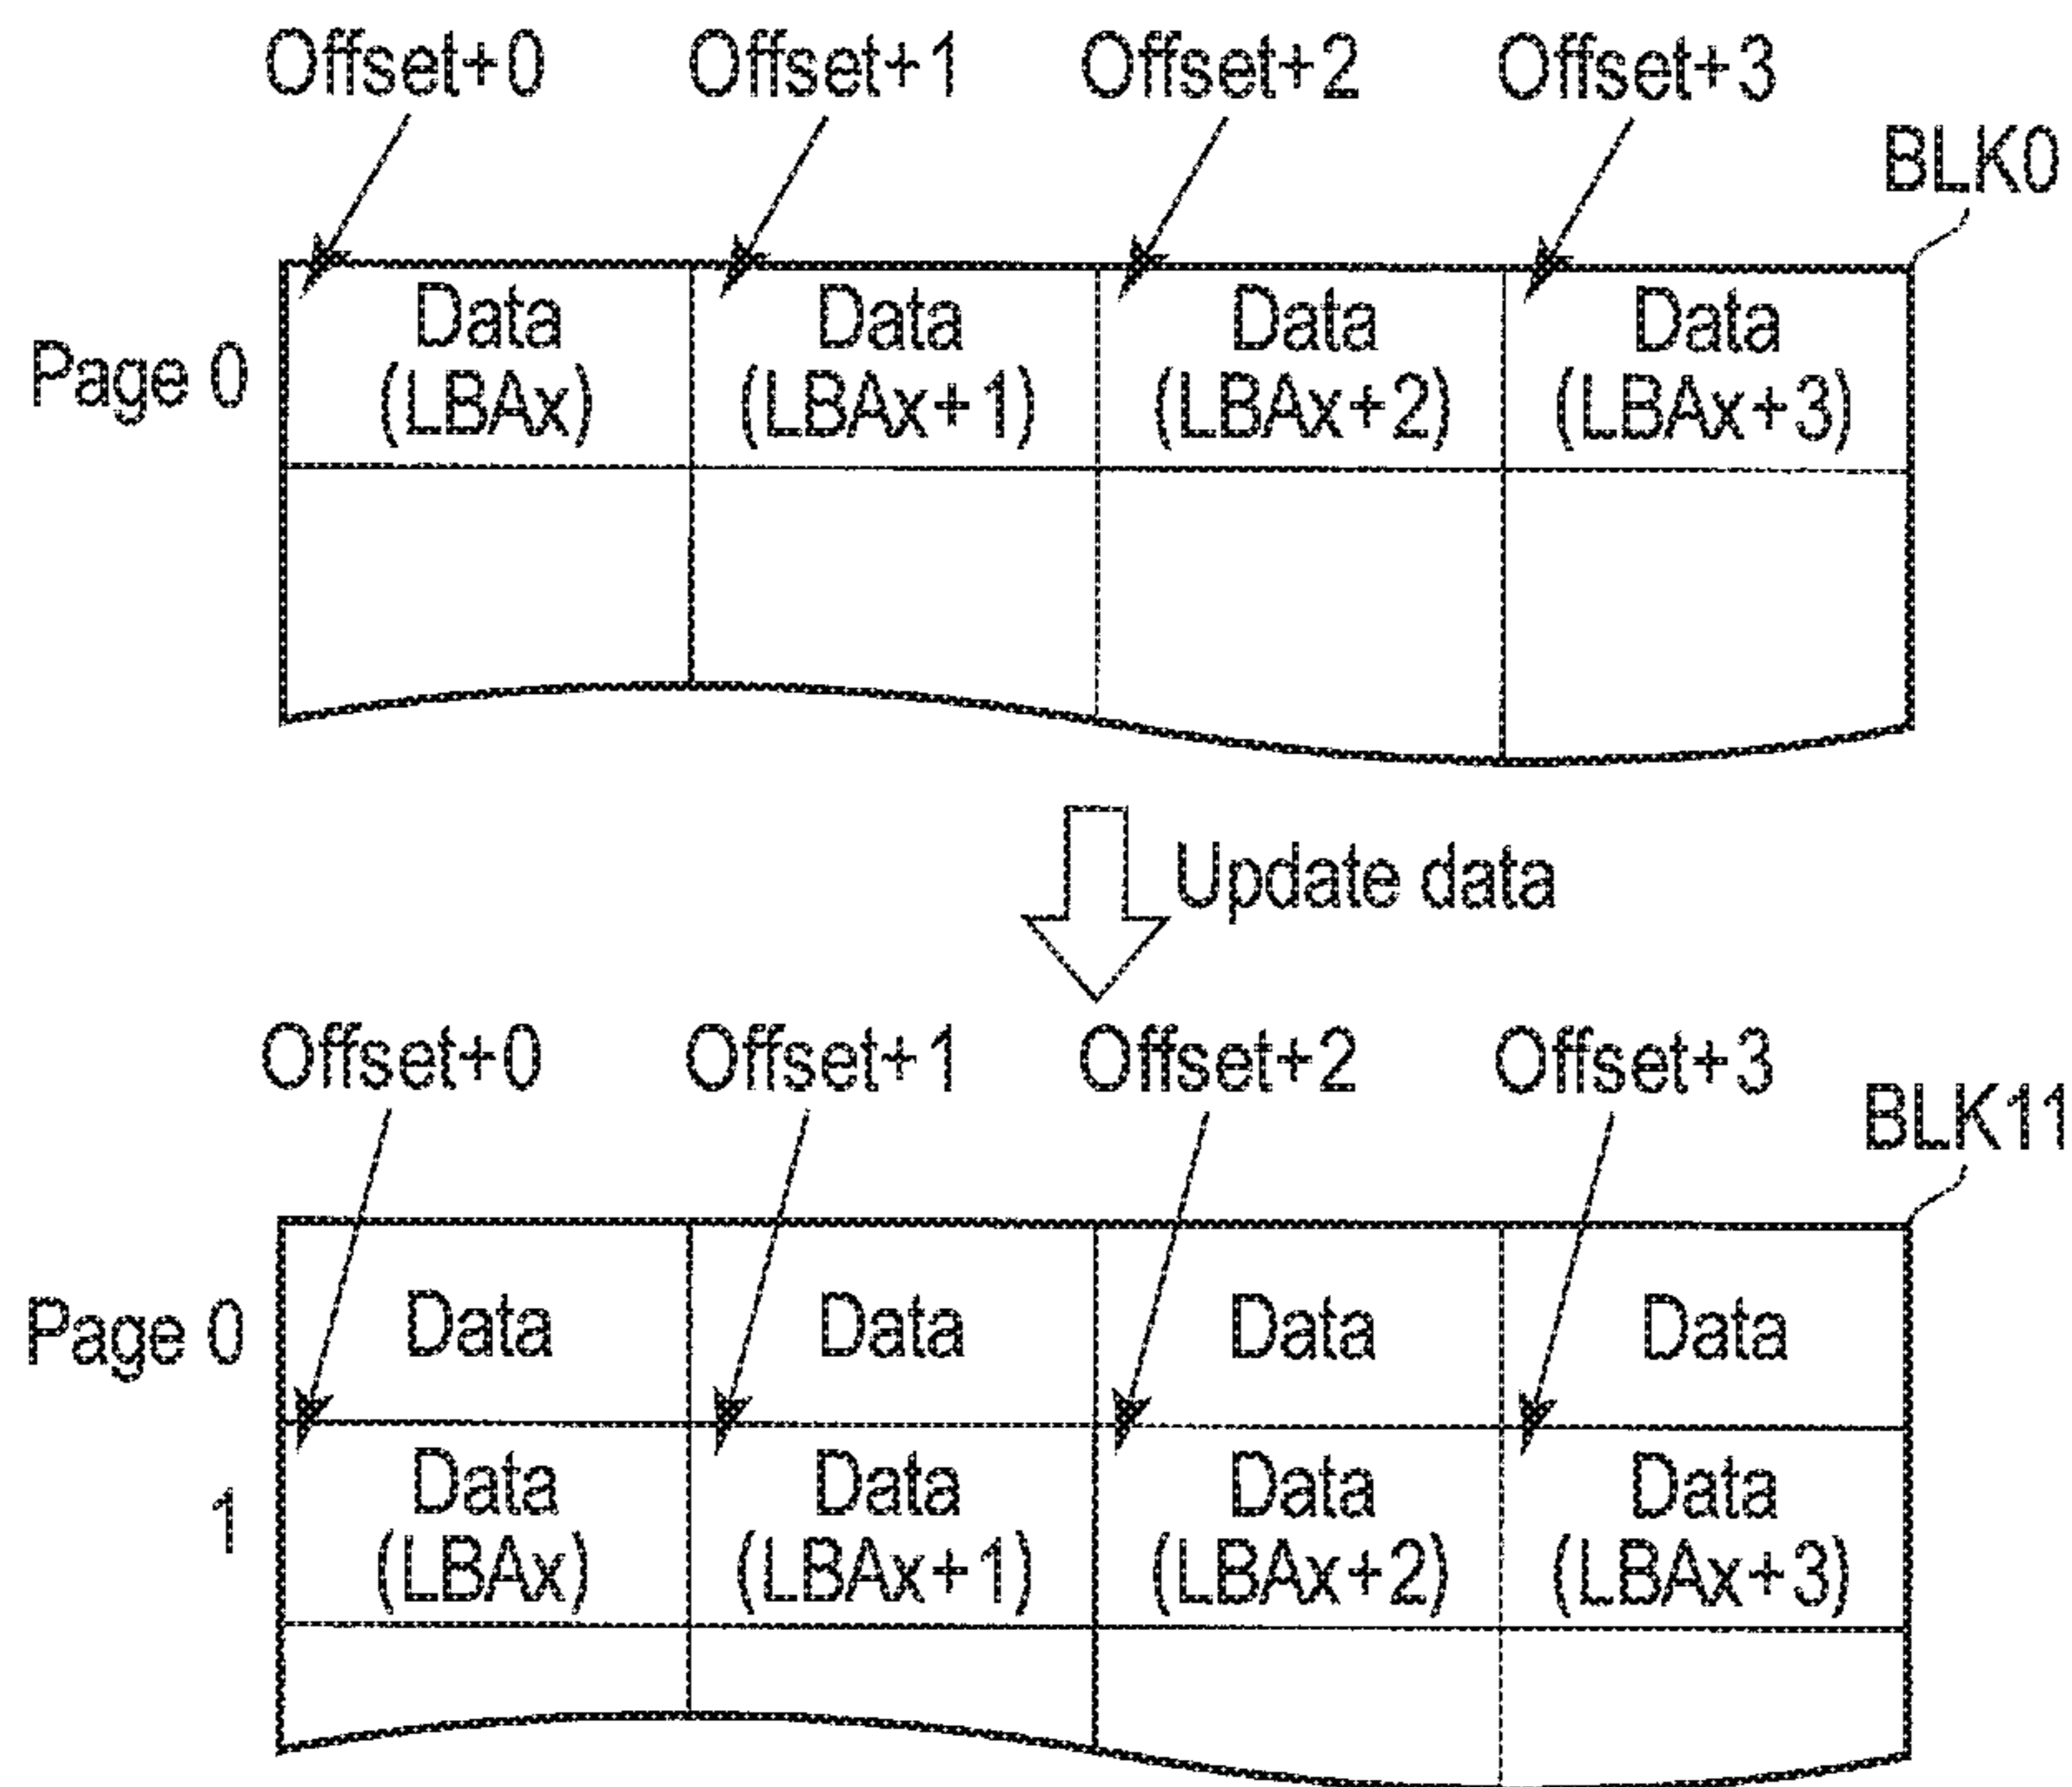 Offset+0 Offset+1 Offset+2 Offset+3
BLK0
Page 0
Data Data Data Data
(LBAx) (LBAx+1) (LBAx+2) (LBAx+3)
Update data
Offset+0 Offset+1 Offset+2 Offset+3
BLK11
Page 0 Data Data Data Data
1
Data Data Data Data
(LBAx) (LBAx+1) (LBAx+2) (LBAx+3)